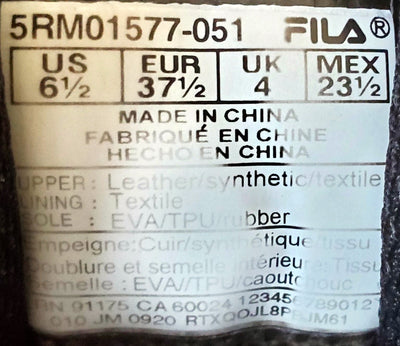 5RM01577-051 FILA®
US EUR UK MEX
6½ 37½ 4 23½
MADE IN CHINA
FABRIQUÉ EN CHINE
HECHO EN CHINA
UPPER : Leather/synthetic/textile
LINING : Textile
SOLE : EVA/TPU/rubber
Empeigne:Cuir/synthétique/tissu
Doublure et semelle intérieure:Tissu
Semelle : EVA/TPU/caoutchouc
RN 91175 CA 60024 123456789012
010 JM 0920